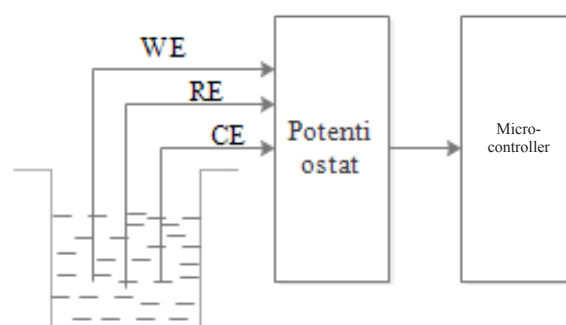 WE
RE
CE
Potenti
ostat
Micro-
controller